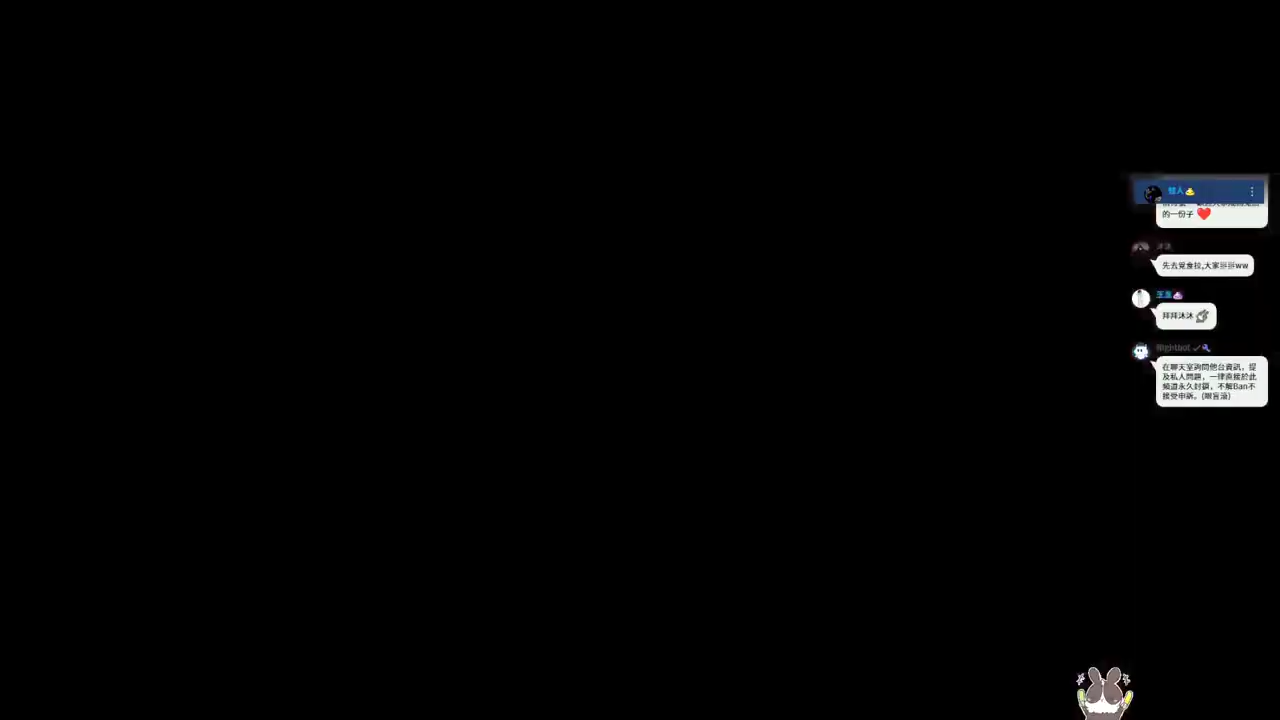 的一份子
先去覓食拉,大家掰掰ww
拜拜沐沐
Nightbot
在聊天室詢問他台資訊，提
及私人問題，一律直接於此
頻道永久封鎖，不解Ban不
接受申訴。